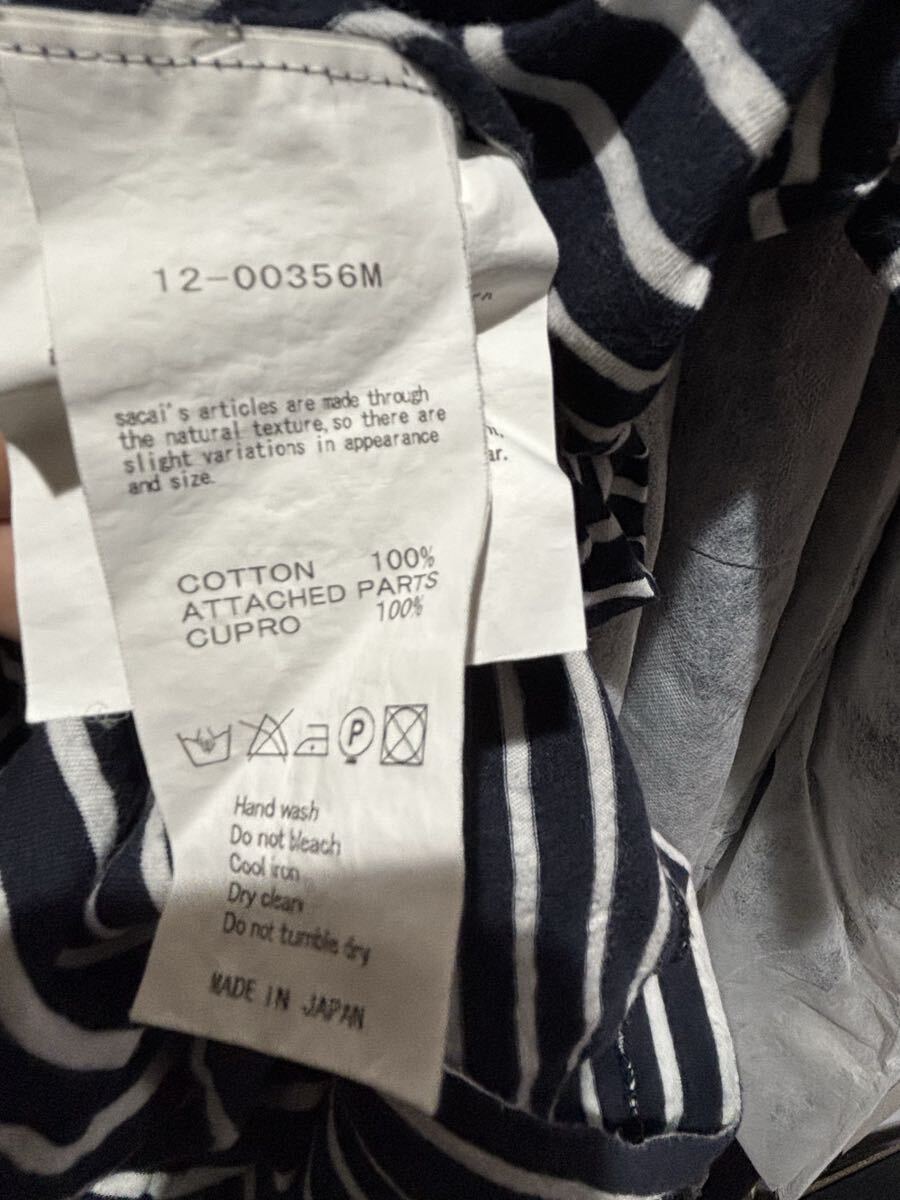 12-00356M
sacai's articles are made through
the natural texture, so there are
slight variations in appearance
and size.
COTTON 100%
ATTACHED PARTS
CUPRO 100%
P
Hand wash
Do not bleach
Cool iron
Dry clean
Do not tumble dry
MADE IN JAPAN